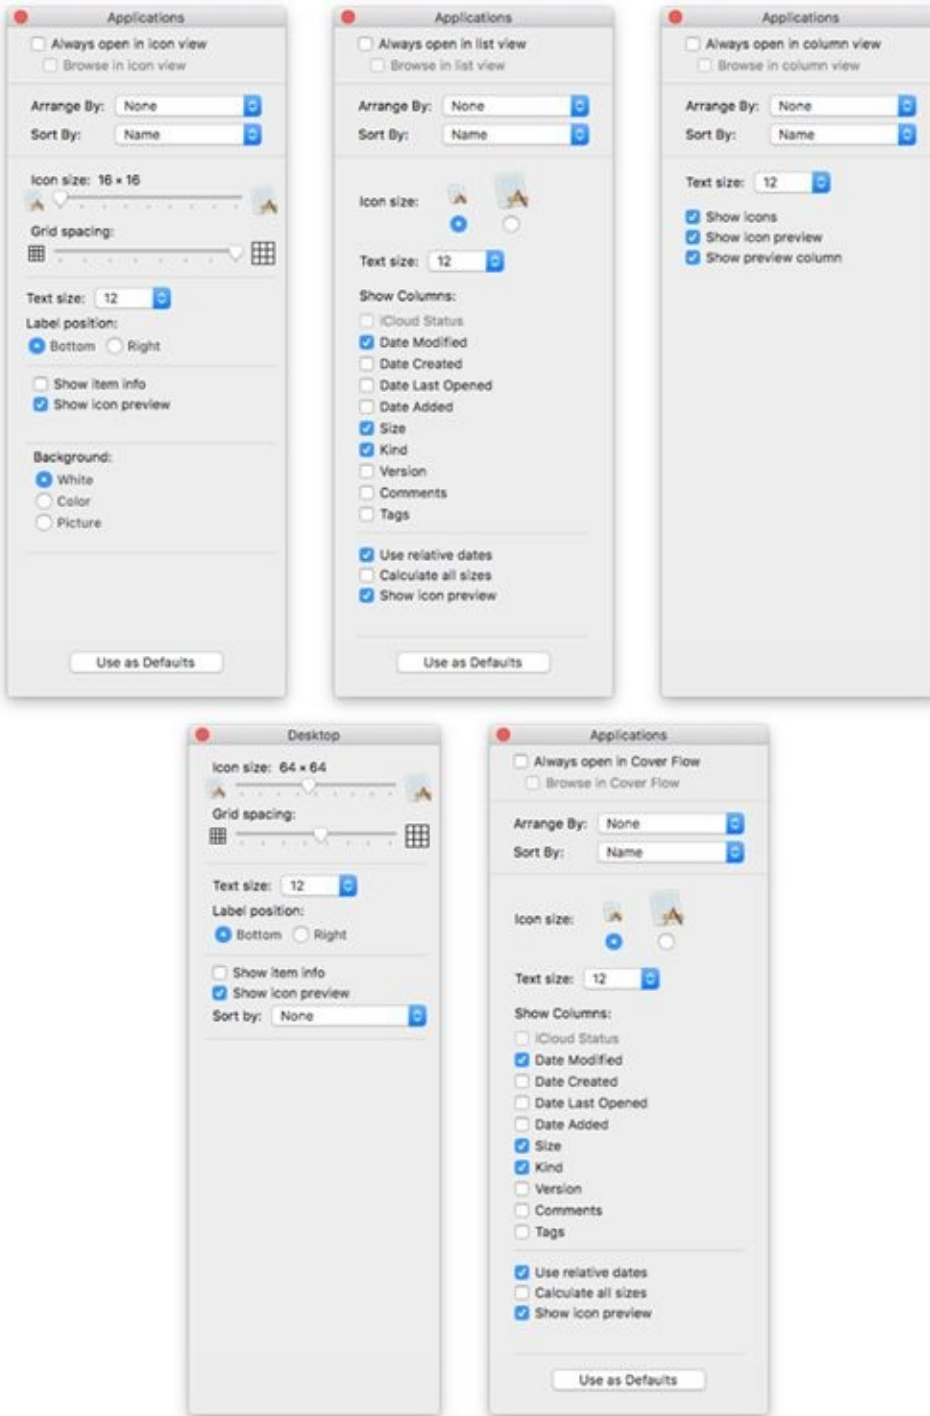 Applications
Always open in icon view
Browse in icon view
Arrange By: None
Sort By: Name
Icon size: 16 × 16
Grid spacing:
Text size: 12
Label position:
Bottom Right
Show item info
Show icon preview
Background:
White
Color
Picture
Use as Defaults
Applications
Always open in list view
Browse in list view
Arrange By: None
Sort By: Name
Icon size:
Text size: 12
Show Columns:
iCloud Status
Date Modified
Date Created
Date Last Opened
Date Added
Size
Kind
Version
Comments
Tags
Use relative dates
Calculate all sizes
Show icon preview
Use as Defaults
Applications
Always open in column view
Browse in column view
Arrange By: None
Sort By: Name
Text size: 12
Show icons
Show icon preview
Show preview column
Desktop
Icon size: 64 × 64
Grid spacing:
Text size: 12
Label position:
Bottom Right
Show item info
Show icon preview
Sort by: None
Applications
Always open in Cover Flow
Browse in Cover Flow
Arrange By: None
Sort By: Name
Icon size:
Text size: 12
Show Columns:
iCloud Status
Date Modified
Date Created
Date Last Opened
Date Added
Size
Kind
Version
Comments
Tags
Use relative dates
Calculate all sizes
Show icon preview
Use as Defaults